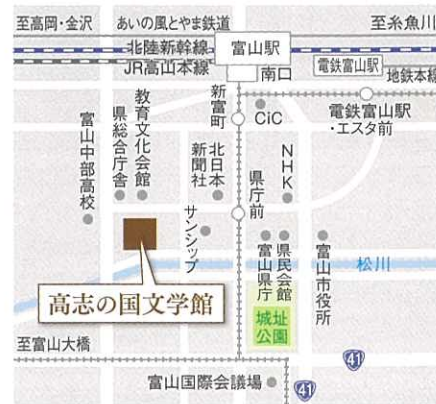 至高岡・金沢
あいの風とやま鉄道
至糸魚川
北陸新幹線
富山駅
JR高山本線
南口
電鉄富山駅
地鉄本線
新富町
CiC
電鉄富山駅
・エスタ前
富山中部高校
県総合庁舎
教育文化会館
北日本
新聞社
サンシップ
県庁前
NHK
富山県庁
県民会館
富山市役所
松川
高志の国文学館
城址
公園
至富山大橋
41
富山国際会議場
41